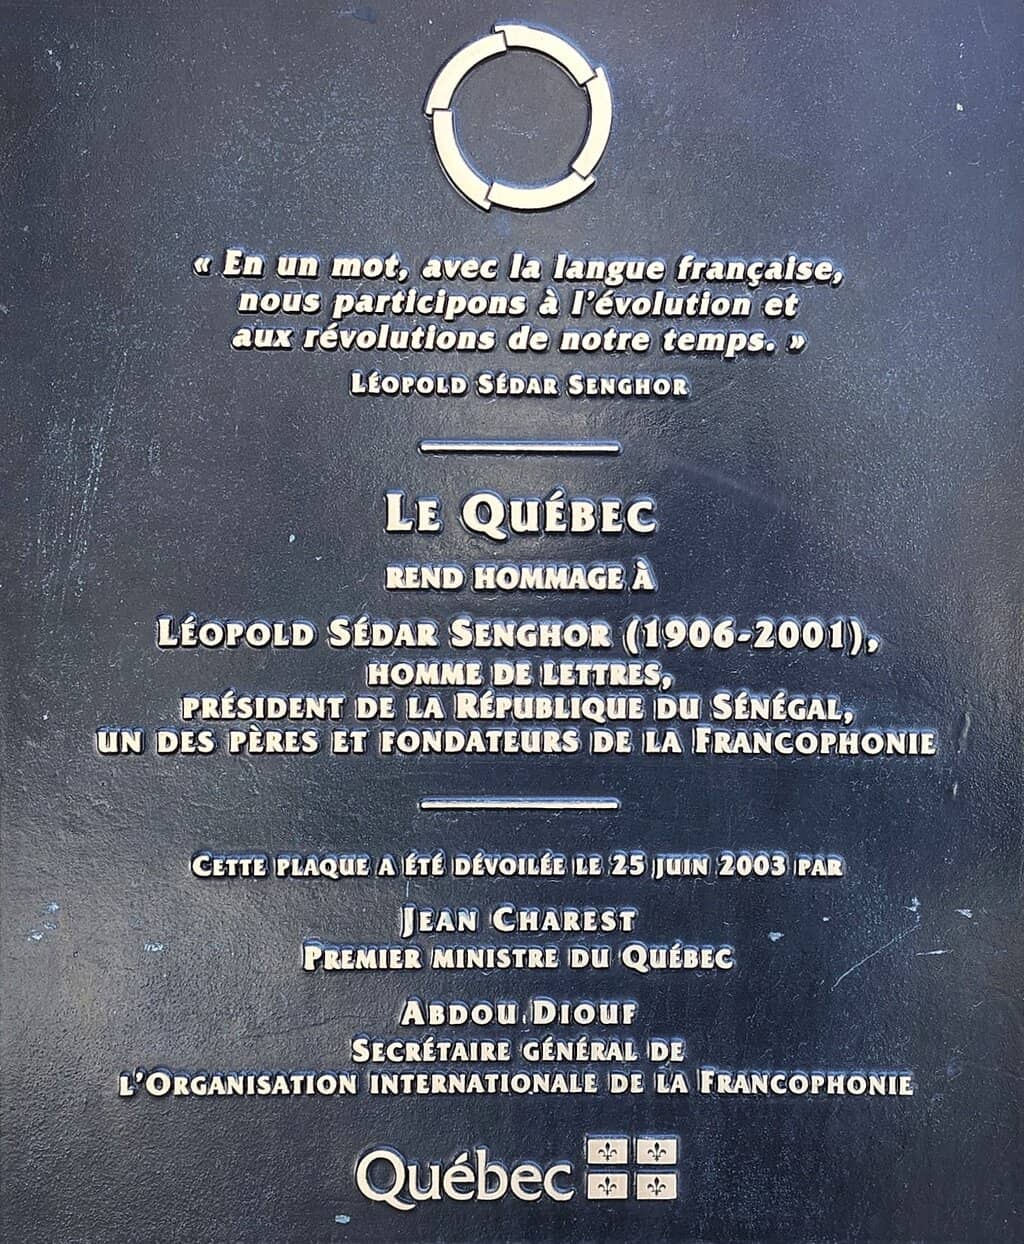 « En un mot, avec la langue française,
nous participons à l'évolution et
aux révolutions de notre temps. »
Léopold Sédar Senghor
Le Québec
rend hommage à
Léopold Sédar Senghor (1906-2001),
homme de lettres,
président de la République du Sénégal,
un des pères et fondateurs de la Francophonie
Cette plaque a été dévoilée le 25 juin 2003 par
Jean Charest
Premier ministre du Québec
Abdou Diouf
Secrétaire général de
l'Organisation internationale de la Francophonie
Québec